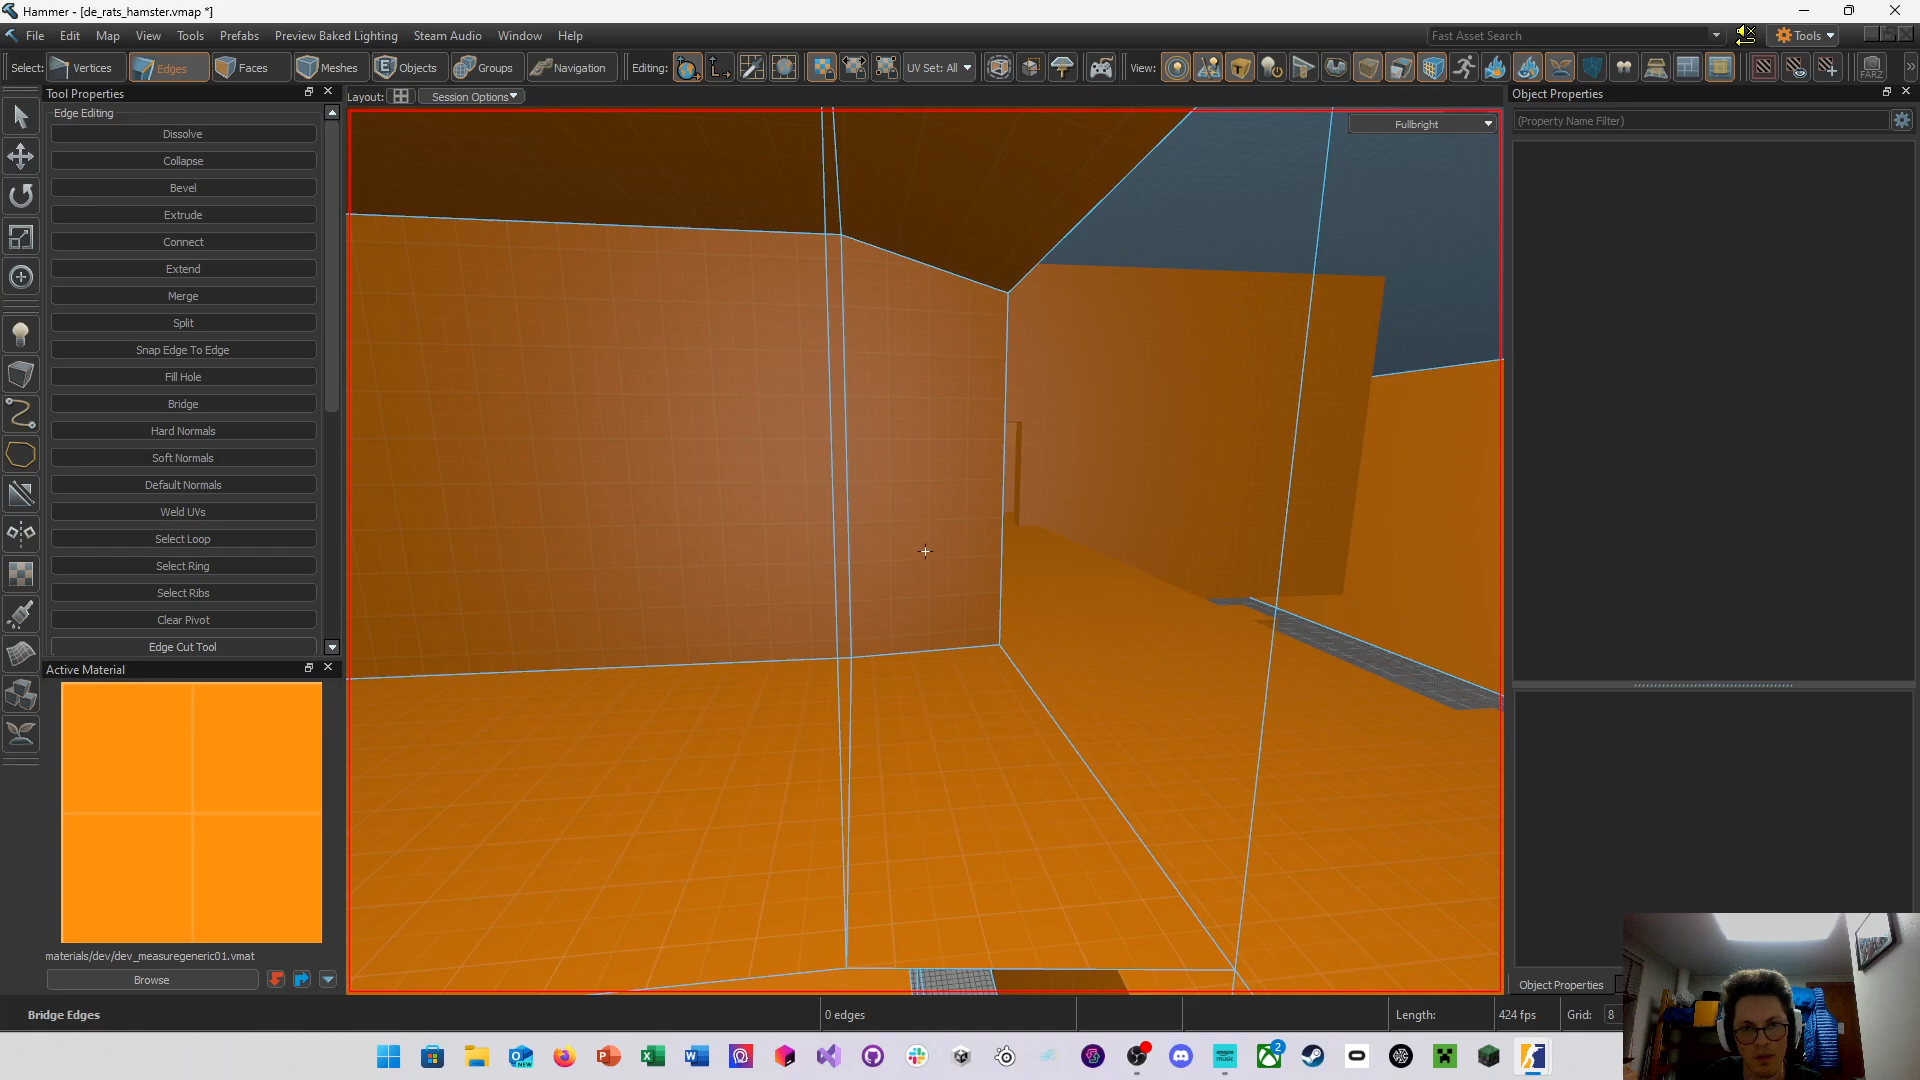 Hammer - [de_rats_hamster.vmap *]
File Edit Map View Tools Prefabs Preview Baked Lighting Steam Audio Window Help
Fast Asset Search
Tools
Select: Vertices Edges Faces Meshes Objects Groups Navigation Editing: UV Set: All View: FARZ
Tool Properties
Layout: Session Options
Object Properties
Edge Editing
Fullbright
(Property Name Filter)
Dissolve
Collapse
Bevel
Extrude
Connect
Extend
Merge
Split
Snap Edge To Edge
Fill Hole
Bridge
Hard Normals
Soft Normals
Default Normals
Weld UVs
Select Loop
Select Ring
Select Ribs
Clear Pivot
Edge Cut Tool
Active Material
materials/dev/dev_measuregeneric01.vmat
Browse
Object Properties
Bridge Edges 0 edges Length: 424 fps Grid: 8
NEW
2